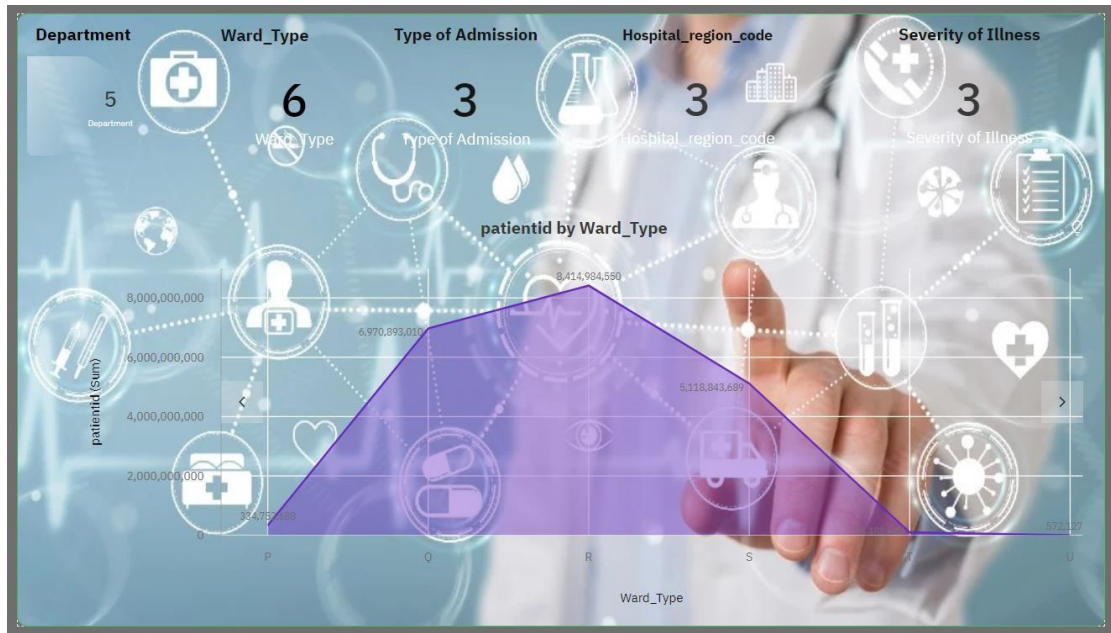 Department
Ward_Type
Type of Admission
Hospital_region_code
Severity of Illness
5
6
3
3
3
Department
Ward_Type
Type of Admission
Hospital_region_code
Severity of Illness
patientid by Ward_Type
8,414,984,550
8,000,000,000
6,970,893,010
6,000,000,000
5,118,843,689
4,000,000,000
2,000,000,000
572,127
0
patientid (Sum)
P
Q
R
S
T
U
Ward_Type